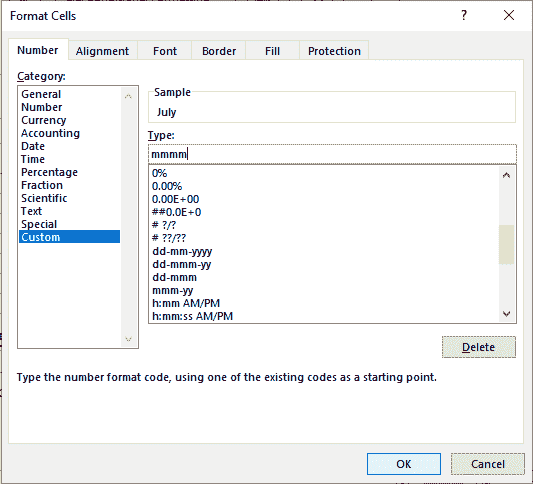 Format Cells
?
Number Alignment Font Border Fill Protection
Category:
General
Number
Currency
Accounting
Date
Time
Percentage
Fraction
Scientific
Text
Special
Custom
Sample
July
Type:
mmmm
0%
0.00%
0.00E+00
##0.0E+0
# ?/?
# ??/??
dd-mm-yyyy
dd-mmm-yy
dd-mmm
mmm-yy
h:mm AM/PM
h:mm:ss AM/PM
Delete
Type the number format code, using one of the existing codes as a starting point.
OK Cancel